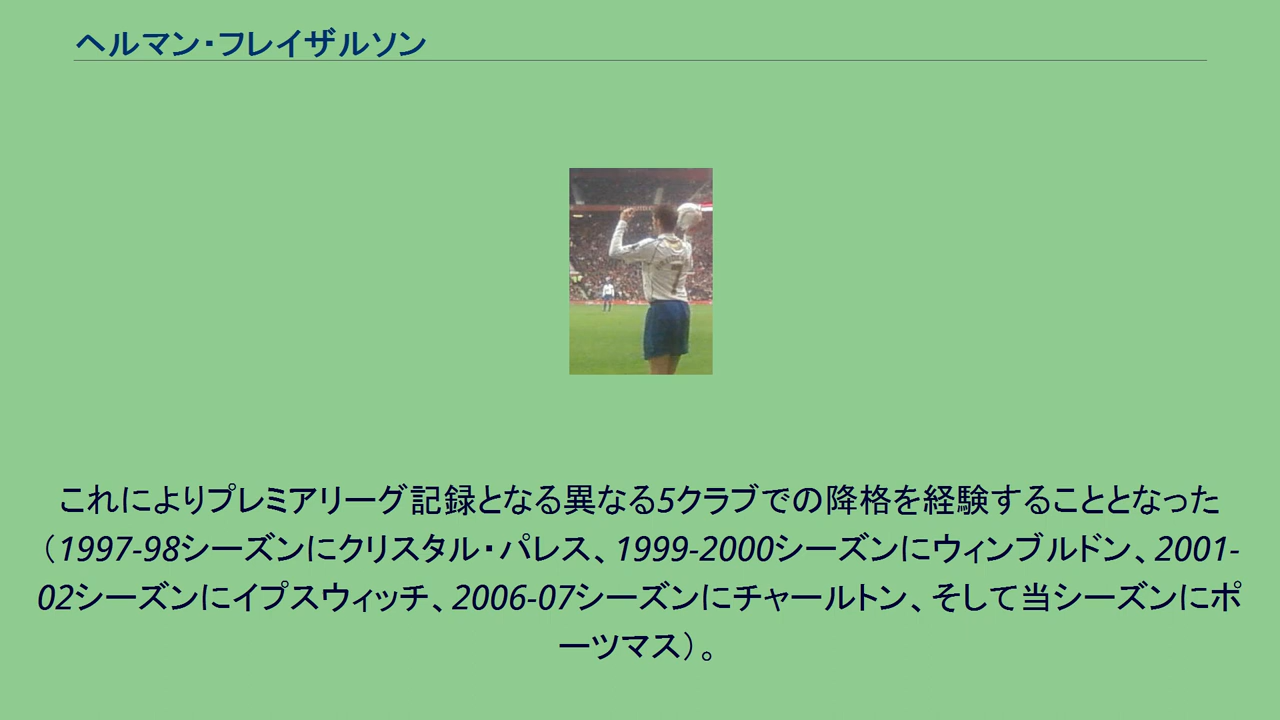 ヘルマン・フレイザルソン
7
これによりプレミアリーグ記録となる異なる5クラブでの降格を経験することとなった
（1997-98シーズンにクリスタル・パレス、1999-2000シーズンにウィンブルドン、2001-
02シーズンにイプスウィッチ、2006-07シーズンにチャールトン、そして当シーズンにポ
ーツマス）。